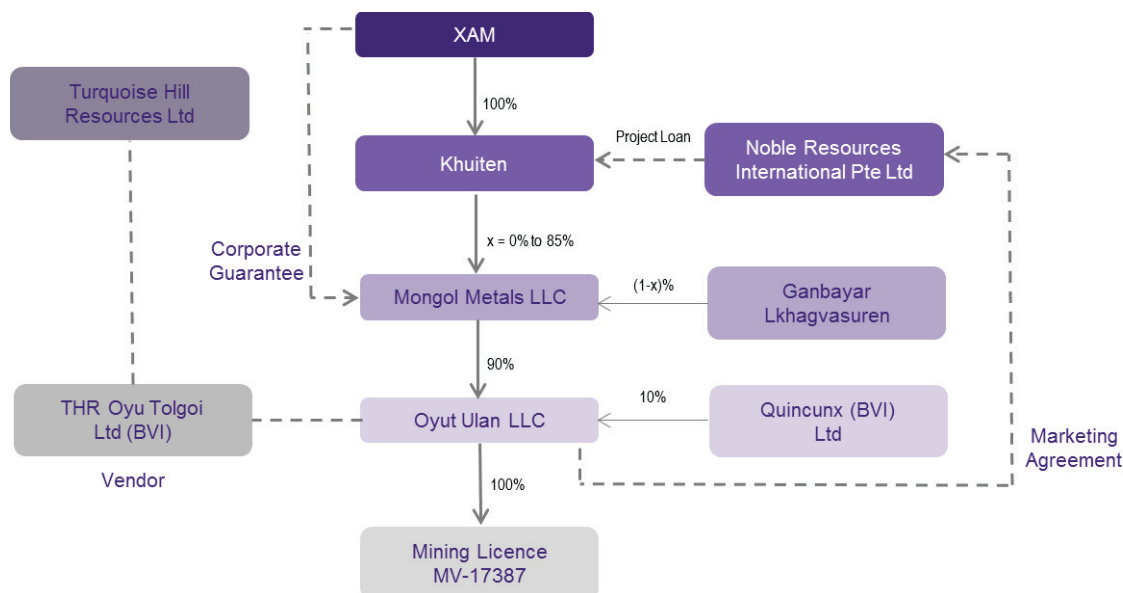 XAM
Turquoise Hill
Resources Ltd
100%
Khuiten
Project Loan
Noble Resources
International Pte Ltd
x = 0% to 85%
Corporate
Guarantee
Mongol Metals LLC
(1-x)%
Ganbayar
Lkhagvasuren
90%
THR Oyu Tolgoi
Ltd (BVI)
Oyut Ulan LLC
10%
Quincunx (BVI)
Ltd
Marketing
Agreement
Vendor
100%
Mining Licence
MV-17387